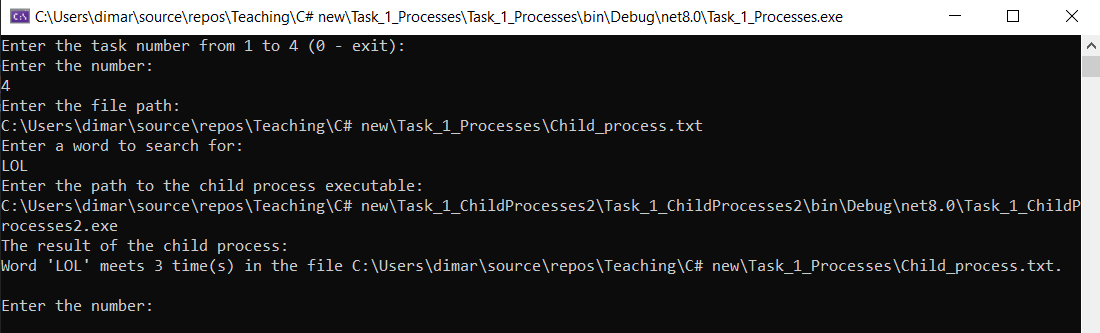 C:\Users\dimar\source\repos\Teaching\C# new\Task_1_Processes\Task_1_Processes\bin\Debug\net8.0\Task_1_Processes.exe
Enter the task number from 1 to 4 (0 - exit):
Enter the number:
4
Enter the file path:
C:\Users\dimar\source\repos\Teaching\C# new\Task_1_Processes\Child_process.txt
Enter a word to search for:
LOL
Enter the path to the child process executable:
C:\Users\dimar\source\repos\Teaching\C# new\Task_1_ChildProcesses2\Task_1_ChildProcesses2\bin\Debug\net8.0\Task_1_ChildP
rocesses2.exe
The result of the child process:
Word 'LOL' meets 3 time(s) in the file C:\Users\dimar\source\repos\Teaching\C# new\Task_1_Processes\Child_process.txt.
Enter the number: